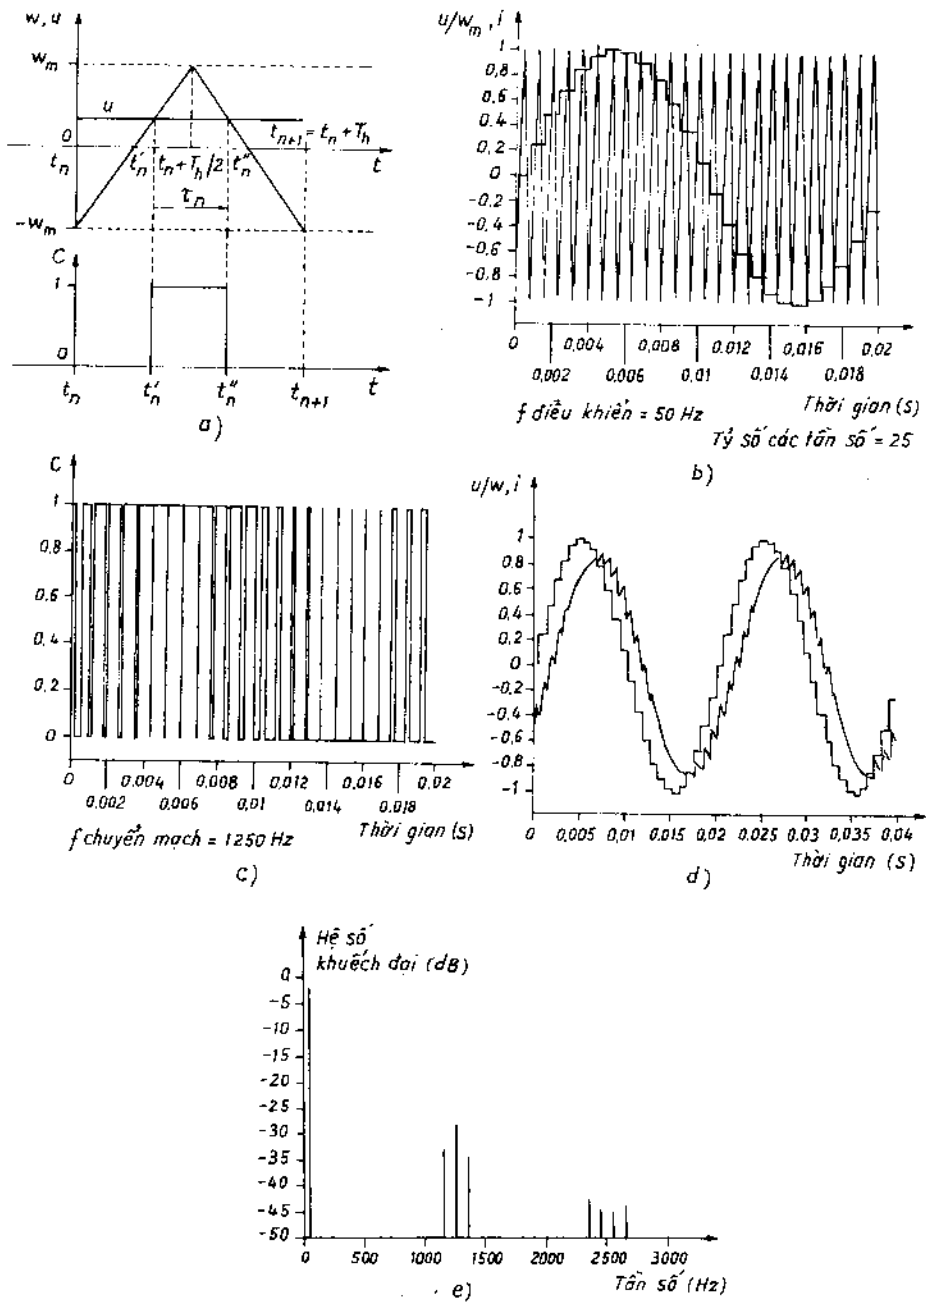 w, u
w_m
u
0
t_n
t'_n
t_n + T_h/2
t''_n
t_{n+1} = t_n + T_h
t
τ_n
-w_m
C
1
0
t_n
t'_n
t''_n
t_{n+1}
t
a)
u/w_m, i
1
0,8
0,6
0,4
0,2
0
-0,2
-0,4
-0,6
-0,8
-1
0 0,004 0,008 0,012 0,016 0,02
0,002 0,006 0,01 0,014 0,018
f điều khiển = 50 Hz
Thời gian (s)
Tỷ số các tần số = 25
b)
C
1
0,8
0,6
0,4
0,2
0
0 0,004 0,008 0,012 0,016 0,02
0,002 0,006 0,01 0,014 0,018
f chuyển mạch = 1250 Hz
Thời gian (s)
c)
u/w, i
1
0,8
0,6
0,4
0,2
0
-0,2
-0,4
-0,6
-0,8
-1
0 0,005 0,01 0,015 0,02 0,025 0,03 0,035 0,04
Thời gian (s)
d)
Hệ số
khuếch đại (dB)
0
-5
-10
-15
-20
-25
-30
-35
-40
-45
-50
0 500 1000 1500 2000 2500 3000
Tần số (Hz)
e)